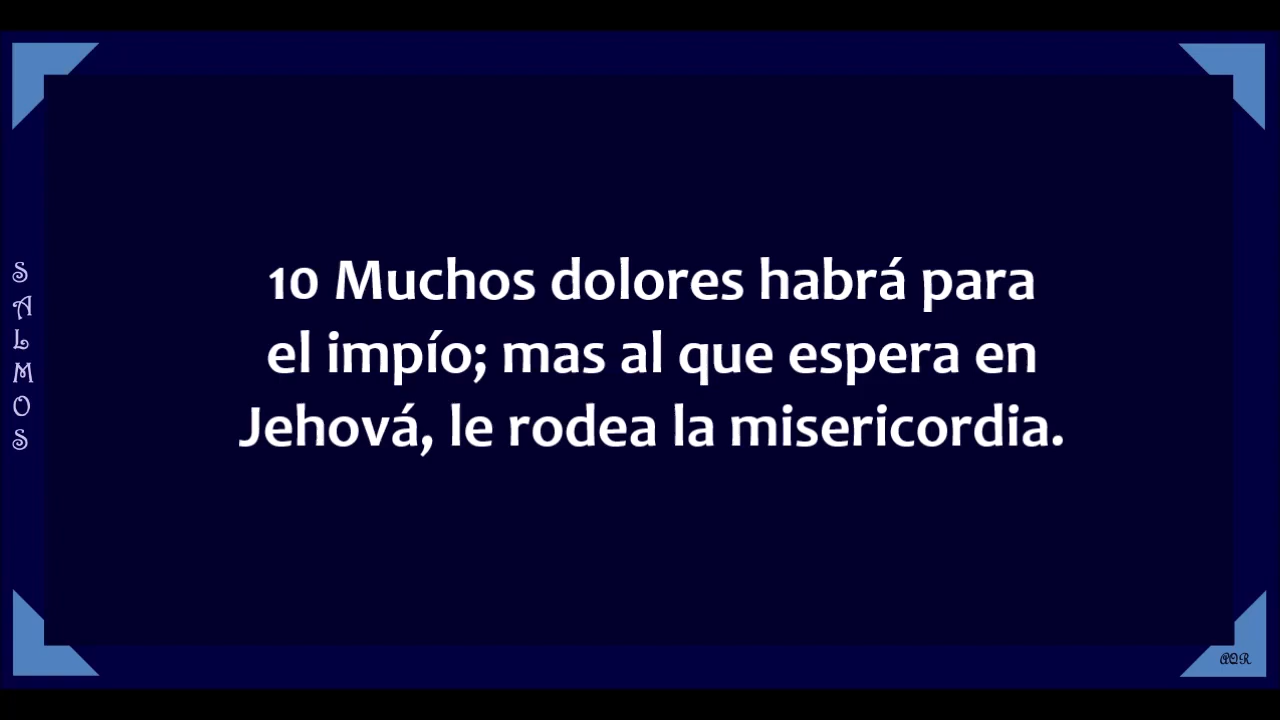 SALMOS
10 Muchos dolores habrá para
el impío; mas al que espera en
Jehová, le rodea la misericordia.